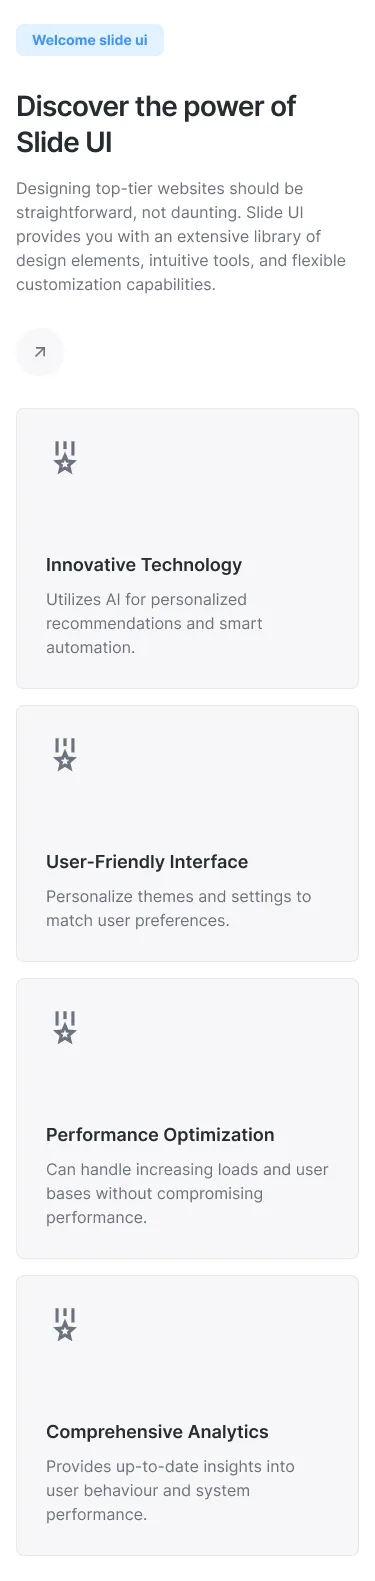 Welcome slide ui
Discover the power of
Slide UI
Designing top-tier websites should be
straightforward, not daunting. Slide UI
provides you with an extensive library of
design elements, intuitive tools, and flexible
customization capabilities.
Innovative Technology
Utilizes AI for personalized
recommendations and smart
automation.
User-Friendly Interface
Personalize themes and settings to
match user preferences.
Performance Optimization
Can handle increasing loads and user
bases without compromising
performance.
Comprehensive Analytics
Provides up-to-date insights into
user behaviour and system
performance.